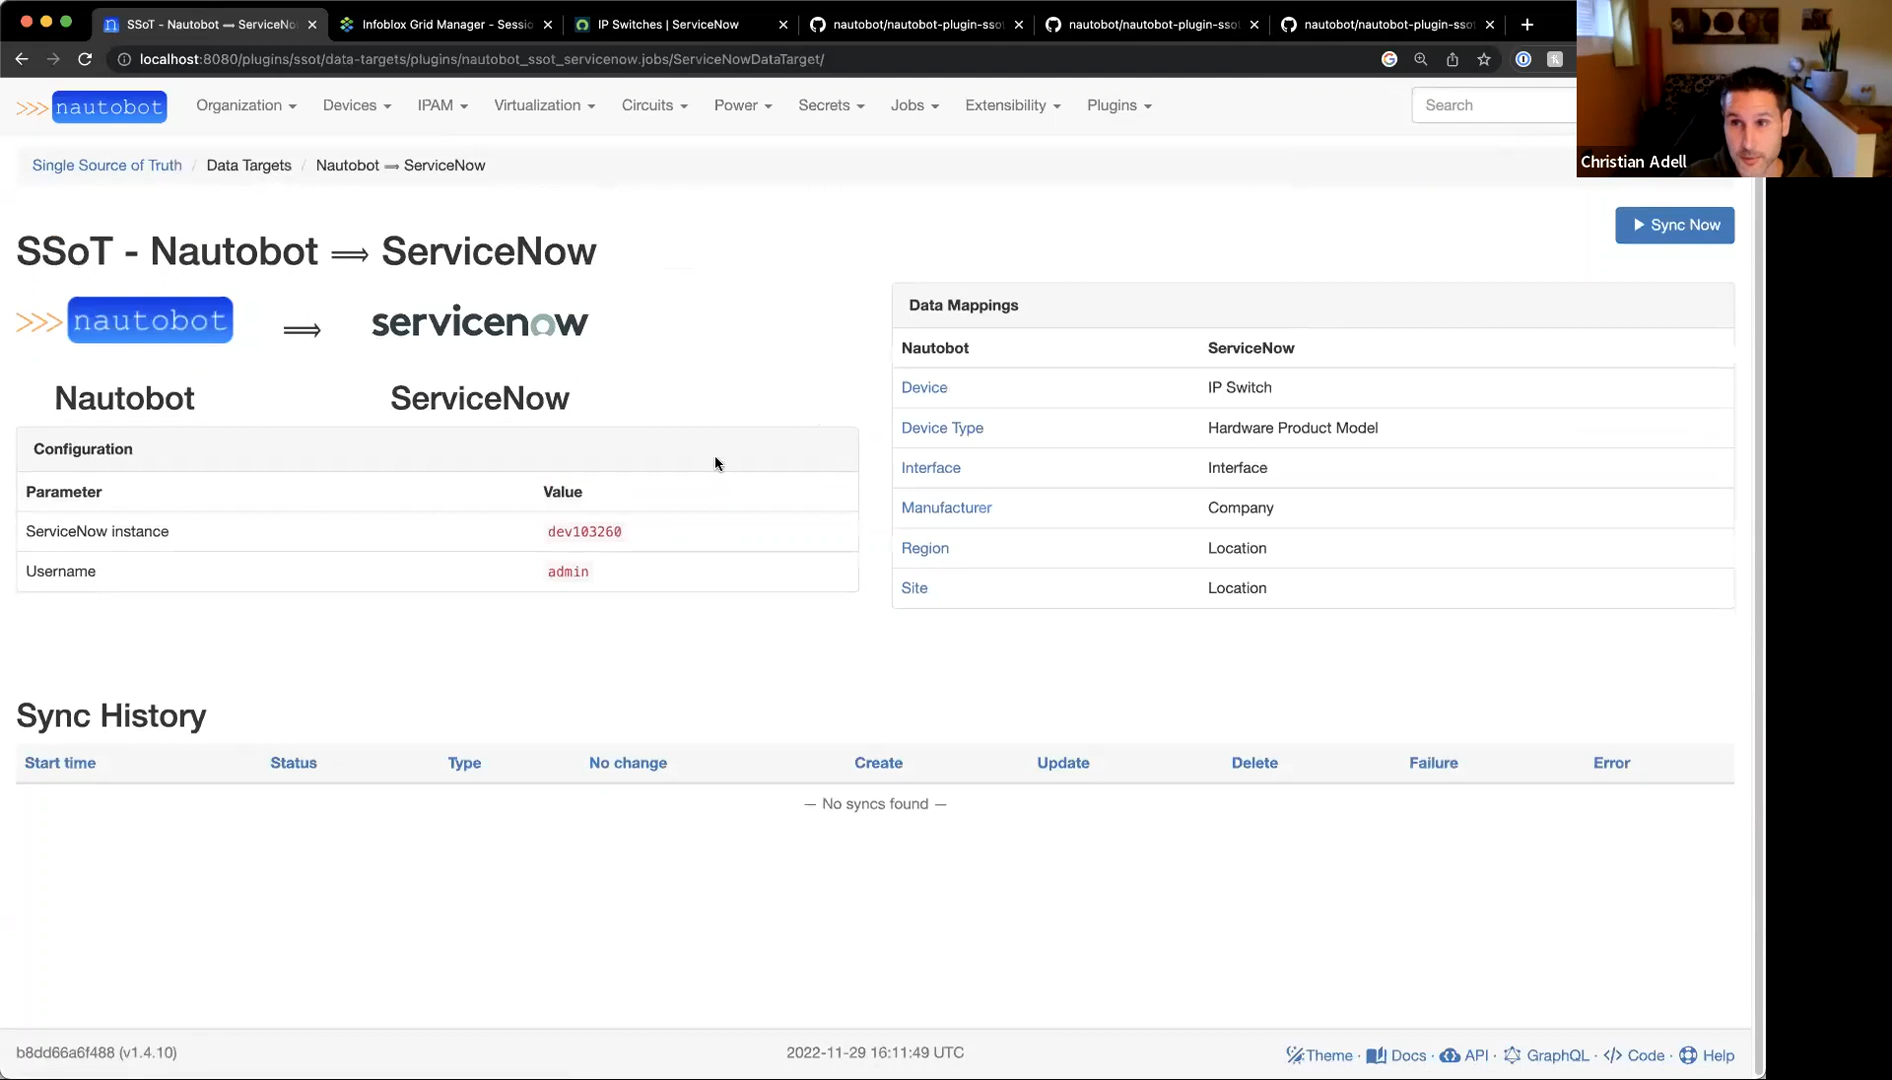 SSoT - Nautobot ⟹ ServiceNo
Infoblox Grid Manager - Sessio
IP Switches | ServiceNow
nautobot/nautobot-plugin-ssot
nautobot/nautobot-plugin-ssot
nautobot/nautobot-plugin-ssot
localhost:8080/plugins/ssot/data-targets/plugins/nautobot_ssot_servicenow.jobs/ServiceNowDataTarget/
nautobot Organization Devices IPAM Virtualization Circuits Power Secrets Jobs Extensibility Plugins Search
Christian Adell
Single Source of Truth / Data Targets / Nautobot ⟹ ServiceNow
Sync Now
SSoT - Nautobot ⟹ ServiceNow
nautobot ⟹ servicenow
Nautobot ServiceNow
Configuration
Parameter Value
ServiceNow instance dev103260
Username admin
Data Mappings
Nautobot ServiceNow
Device IP Switch
Device Type Hardware Product Model
Interface Interface
Manufacturer Company
Region Location
Site Location
Sync History
Start time Status Type No change Create Update Delete Failure Error
— No syncs found —
b8dd66a6f488 (v1.4.10) 2022-11-29 16:11:49 UTC Theme · Docs · API · GraphQL · Code · Help